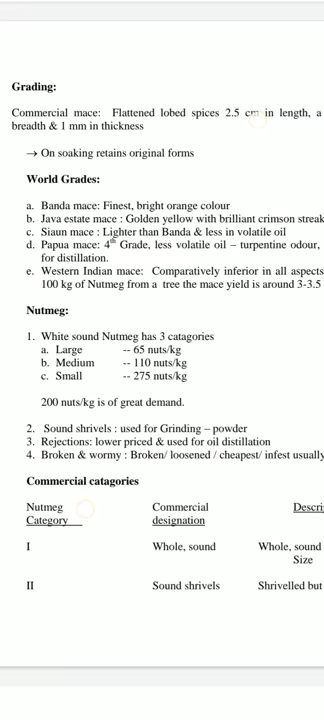 Grading:
Commercial mace: Flattened lobed spices 2.5 cm in length, a
breadth & 1 mm in thickness
→ On soaking retains original forms
World Grades:
a. Banda mace: Finest, bright orange colour
b. Java estate mace : Golden yellow with brilliant crimson streak
c. Siaun mace : Lighter than Banda & less in volatile oil
d. Papua mace: 4th Grade, less volatile oil – turpentine odour,
for distillation.
e. Western Indian mace: Comparatively inferior in all aspects
100 kg of Nutmeg from a tree the mace yield is around 3-3.5
Nutmeg:
1. White sound Nutmeg has 3 catagories
a. Large -- 65 nuts/kg
b. Medium -- 110 nuts/kg
c. Small -- 275 nuts/kg
200 nuts/kg is of great demand.
2. Sound shrivels : used for Grinding – powder
3. Rejections: lower priced & used for oil distillation
4. Broken & wormy : Broken/ loosened / cheapest/ infest usually
Commercial catagories
Nutmeg Commercial Descri
Category designation
I Whole, sound Whole, sound
Size
II Sound shrivels Shrivelled but